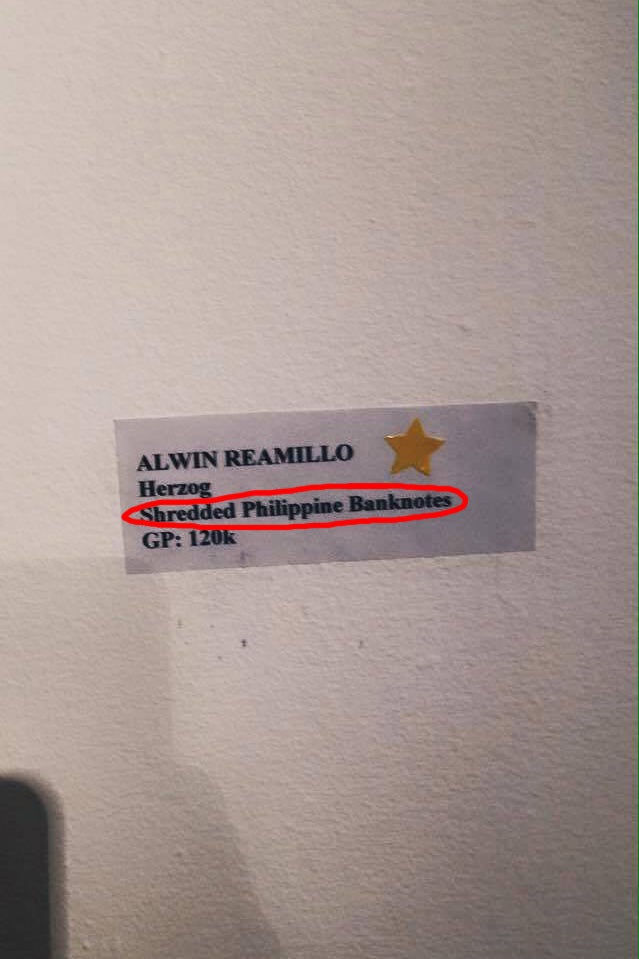 ALWIN REAMILLO
Herzog
Shredded Philippine Banknotes
GP: 120k